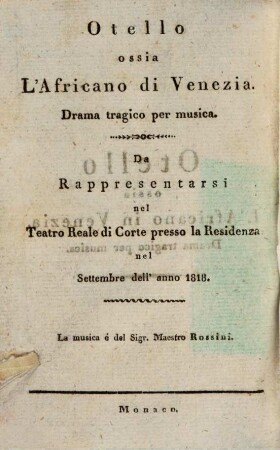 Otello
ossia
L'Africano di Venezia.
Drama tragico per musica.
Da
Rappresentarsi
nel
Teatro Reale di Corte presso la Residenza
nel
Settembre dell' anno 1818.
La musica é del Sigr. Maestro Rossini.
Monaco.